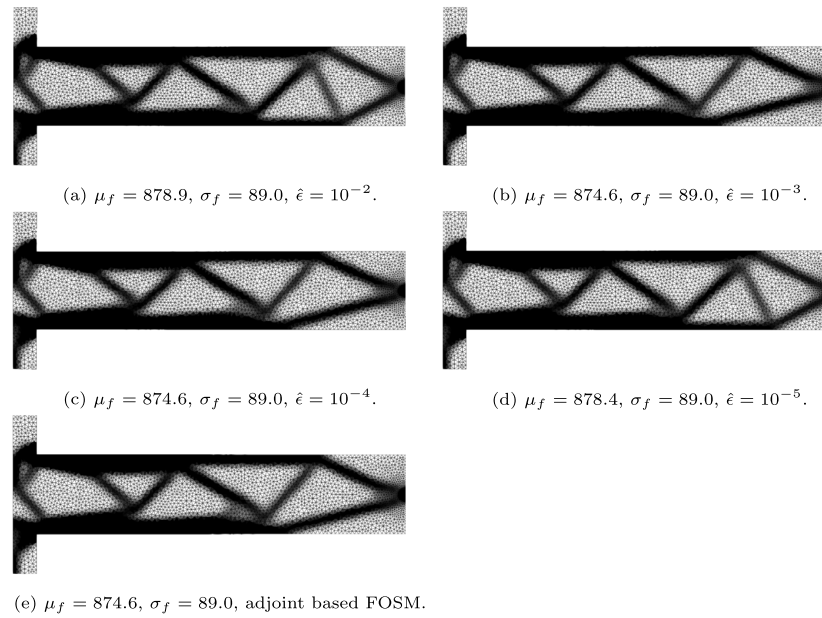 (a) μ_f = 878.9, σ_f = 89.0, ε̂ = 10⁻².
(b) μ_f = 874.6, σ_f = 89.0, ε̂ = 10⁻³.
(c) μ_f = 874.6, σ_f = 89.0, ε̂ = 10⁻⁴.
(d) μ_f = 878.4, σ_f = 89.0, ε̂ = 10⁻⁵.
(e) μ_f = 874.6, σ_f = 89.0, adjoint based FOSM.